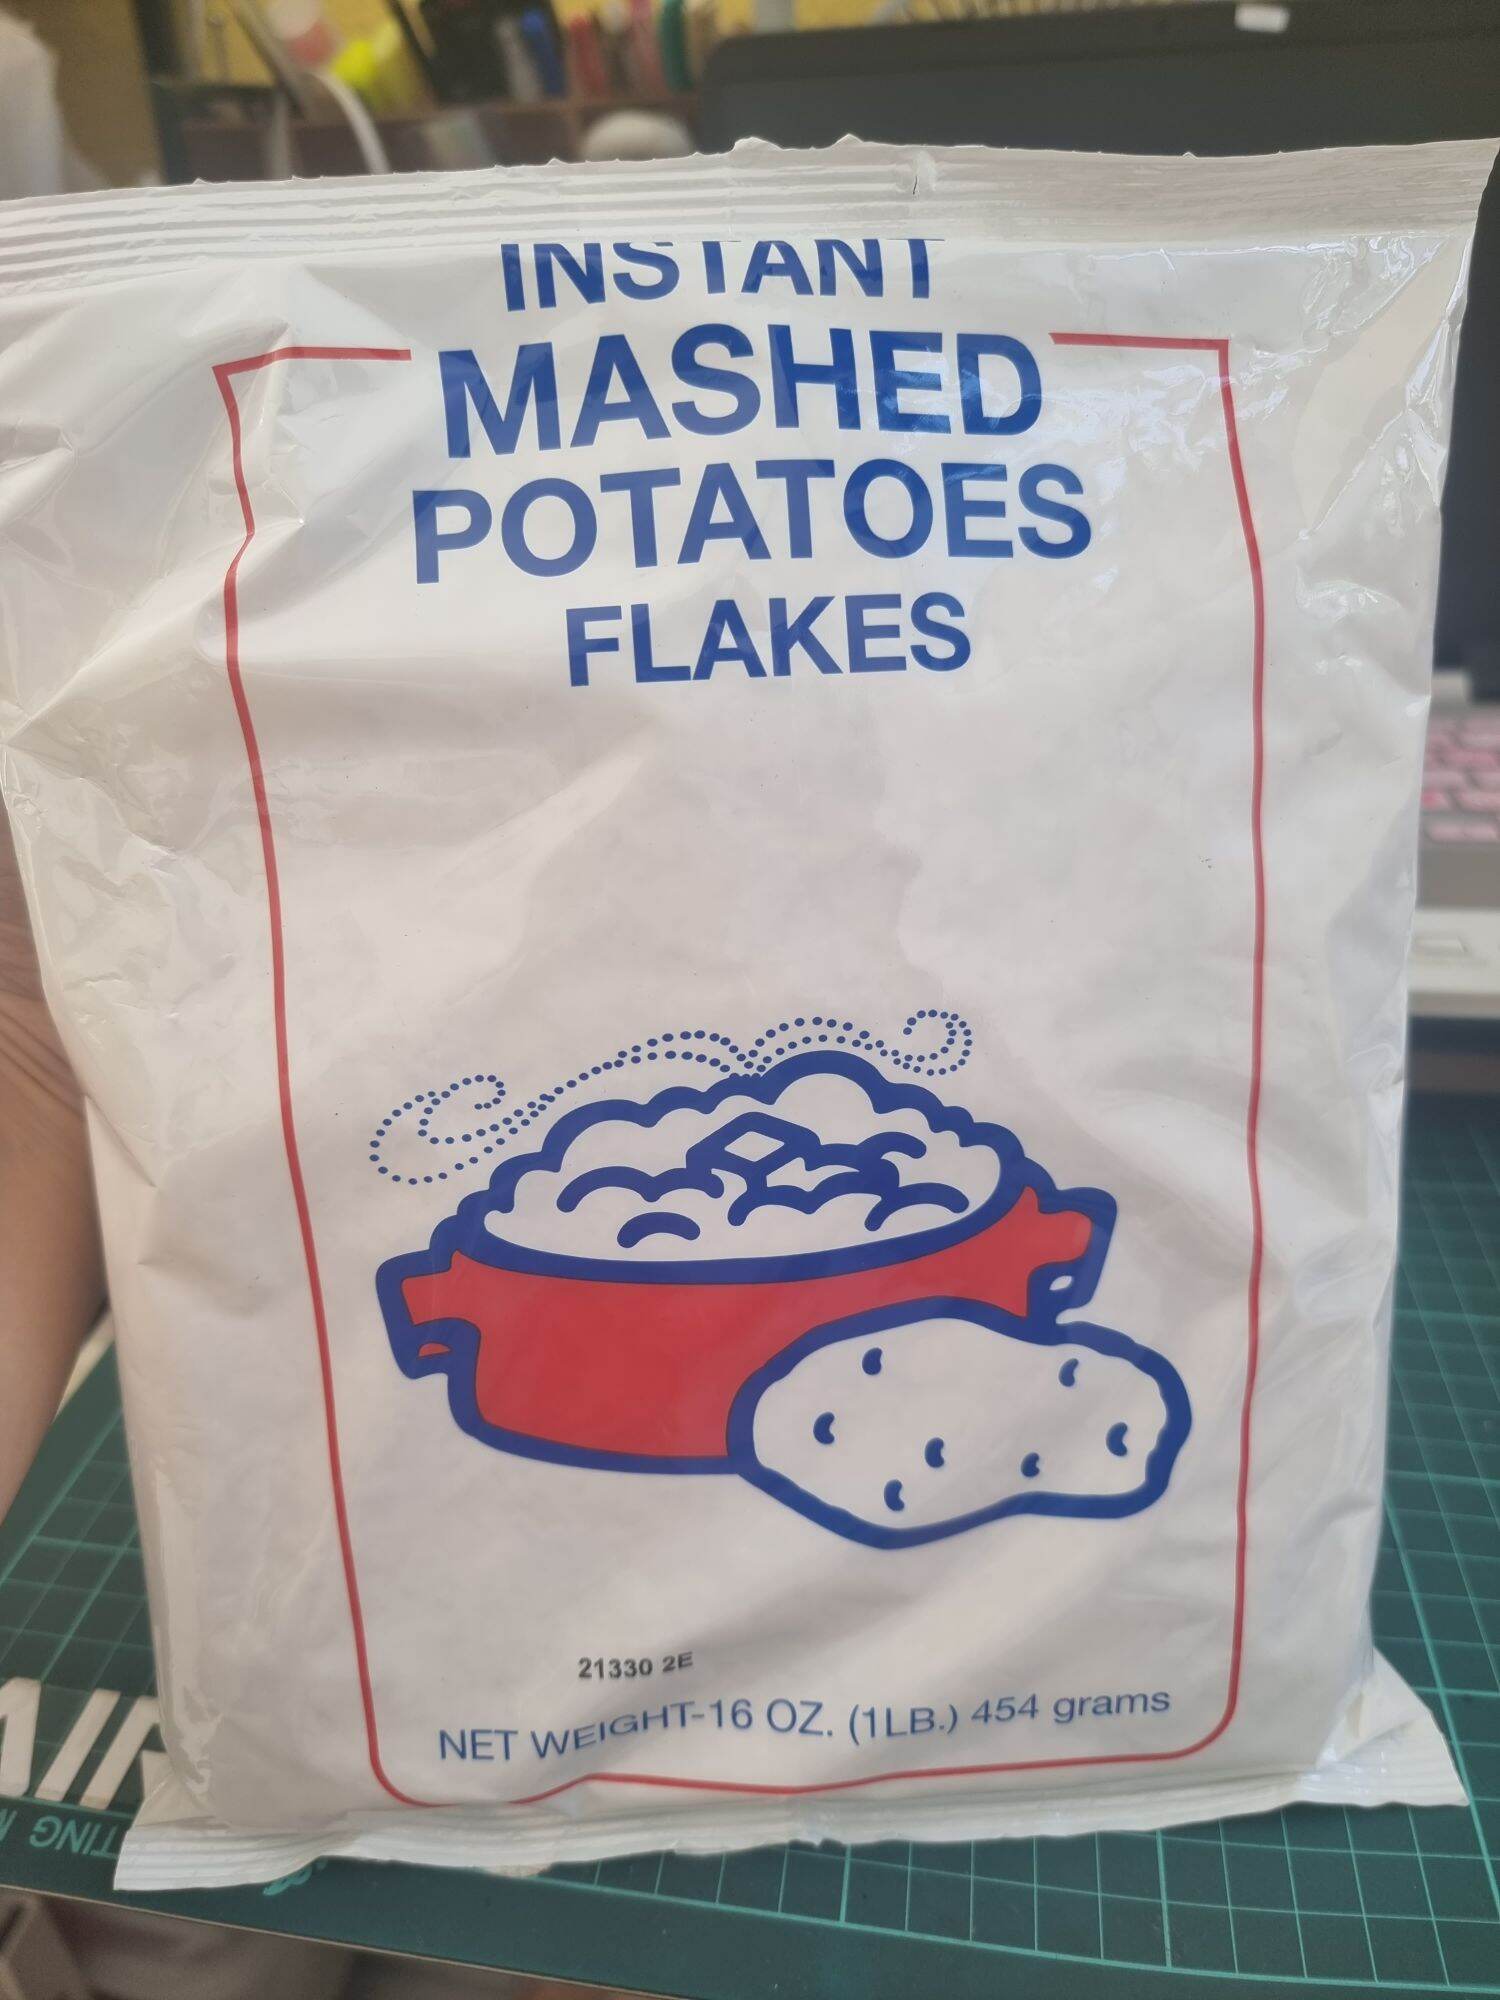 INSTANT
MASHED
POTATOES
FLAKES
21330 2E
NET WEIGHT-16 OZ. (1LB.) 454 grams